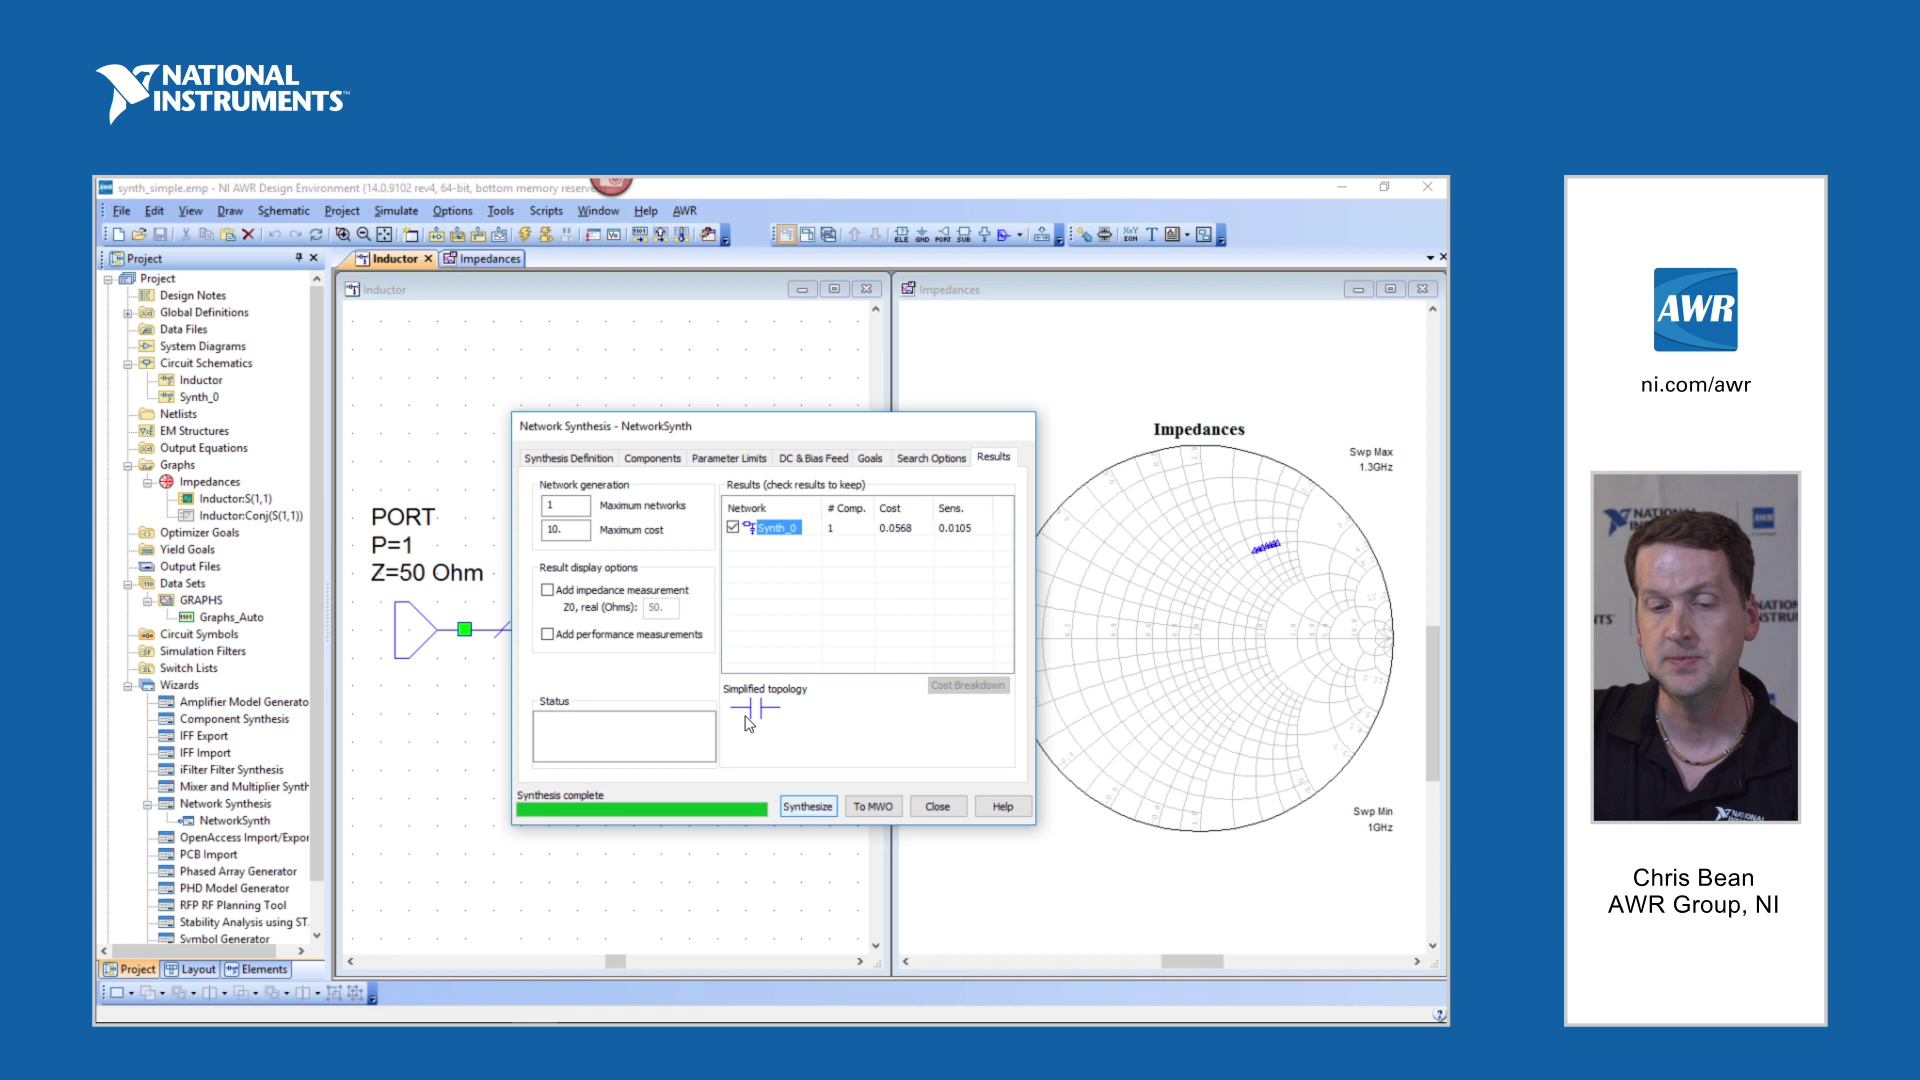 NATIONAL
INSTRUMENTS™
synth_simple.emp - NI AWR Design Environment (14.0.9102 rev4, 64-bit, bottom memory reserve
File Edit View Draw Schematic Project Simulate Options Tools Scripts Window Help AWR
ELE GND PORT SUB
Project
Inductor
Impedances
Project
Design Notes
Global Definitions
Data Files
System Diagrams
Circuit Schematics
Inductor
Synth_0
Netlists
EM Structures
Output Equations
Graphs
Impedances
Inductor:S(1,1)
Inductor:Conj(S(1,1))
Optimizer Goals
Yield Goals
Output Files
Data Sets
GRAPHS
Graphs_Auto
Circuit Symbols
Simulation Filters
Switch Lists
Wizards
Amplifier Model Generato
Component Synthesis
IFF Export
IFF Import
iFilter Filter Synthesis
Mixer and Multiplier Synth
Network Synthesis
NetworkSynth
OpenAccess Import/Expor
PCB Import
Phased Array Generator
PHD Model Generator
RFP RF Planning Tool
Stability Analysis using ST.
Symbol Generator
Project Layout Elements
Inductor
PORT
P=1
Z=50 Ohm
Network Synthesis - NetworkSynth
Synthesis Definition Components Parameter Limits DC & Bias Feed Goals Search Options Results
Network generation
1 Maximum networks
10. Maximum cost
Result display options
Add impedance measurement
Z0, real (Ohms): 50.
Add performance measurements
Status
Results (check results to keep)
Network # Comp. Cost Sens.
Synth_0 1 0.0568 0.0105
Cost Breakdown
Simplified topology
Synthesis complete
Synthesize To MWO Close Help
Impedances
Impedances
Swp Max
1.3GHz
Swp Min
1GHz
AWR
ni.com/awr
Chris Bean
AWR Group, NI